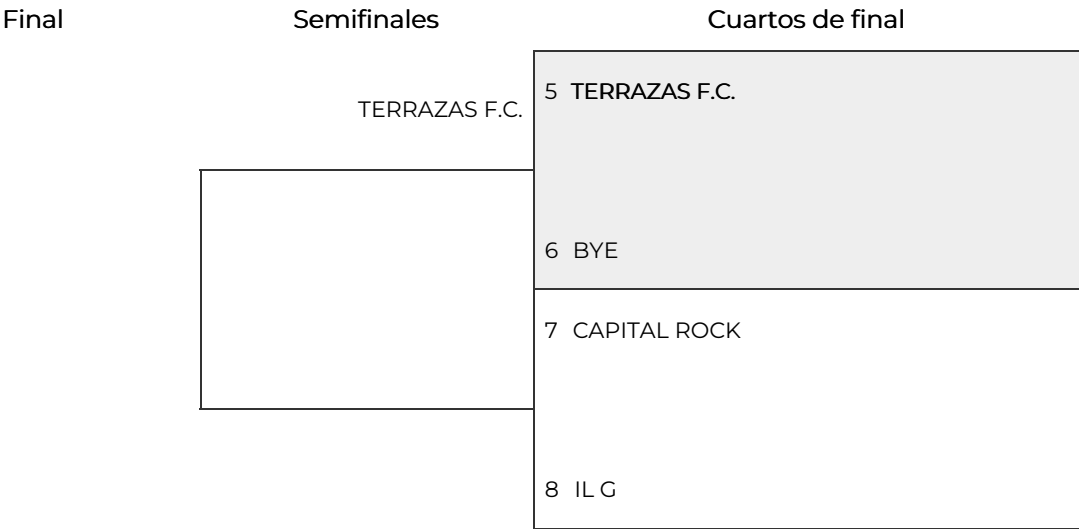 Final Semifinales Cuartos de final
5 TERRAZAS F.C.
TERRAZAS F.C.
6 BYE
7 CAPITAL ROCK
8 IL G